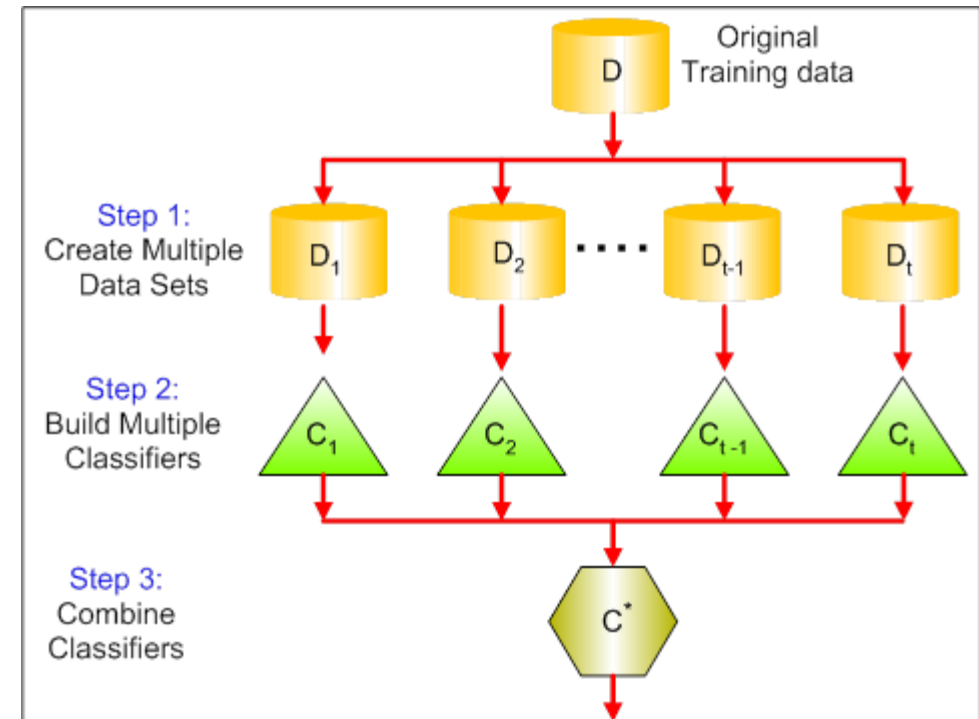 D
Original
Training data
Step 1:
Create Multiple
Data Sets
D₁
D₂
....
Dₜ₋₁
Dₜ
Step 2:
Build Multiple
Classifiers
C₁
C₂
Cₜ₋₁
Cₜ
Step 3:
Combine
Classifiers
C*